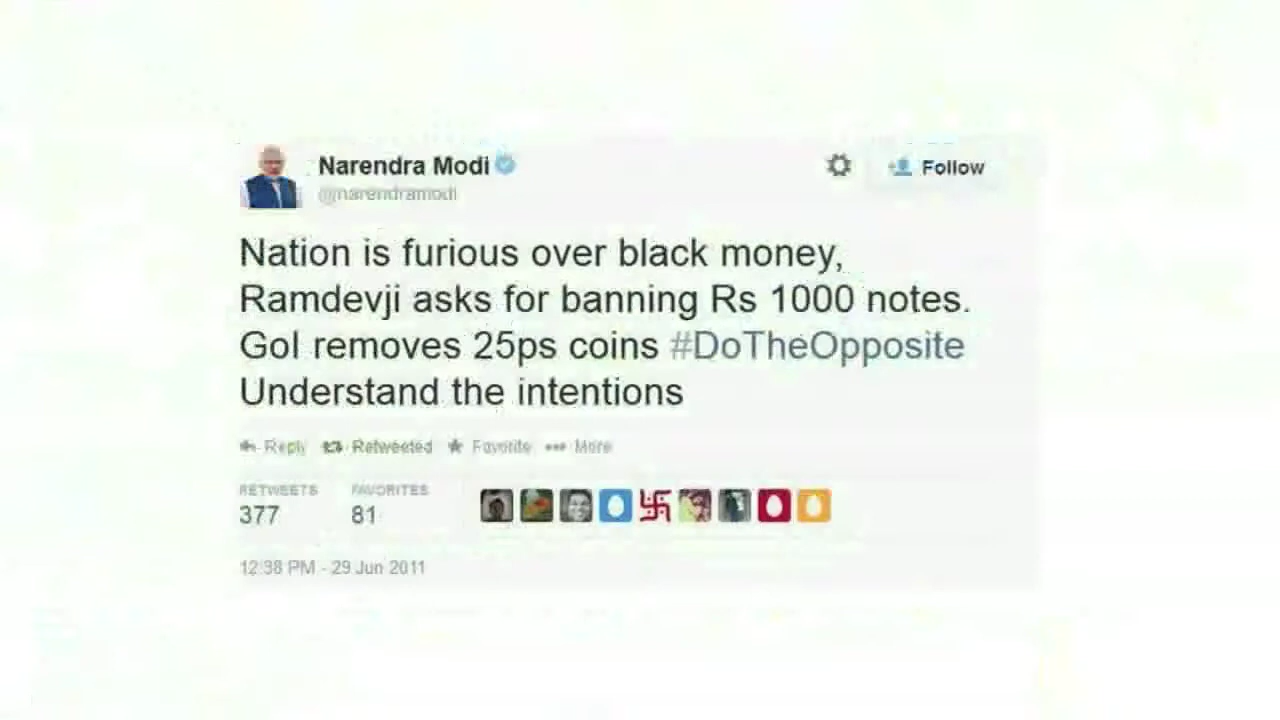 Narendra Modi
@narendramodi
Follow
Nation is furious over black money,
Ramdevji asks for banning Rs 1000 notes.
GoI removes 25ps coins #DoTheOpposite
Understand the intentions
Reply Retweeted Favorite More
RETWEETS FAVORITES
377 81
12:38 PM - 29 Jun 2011